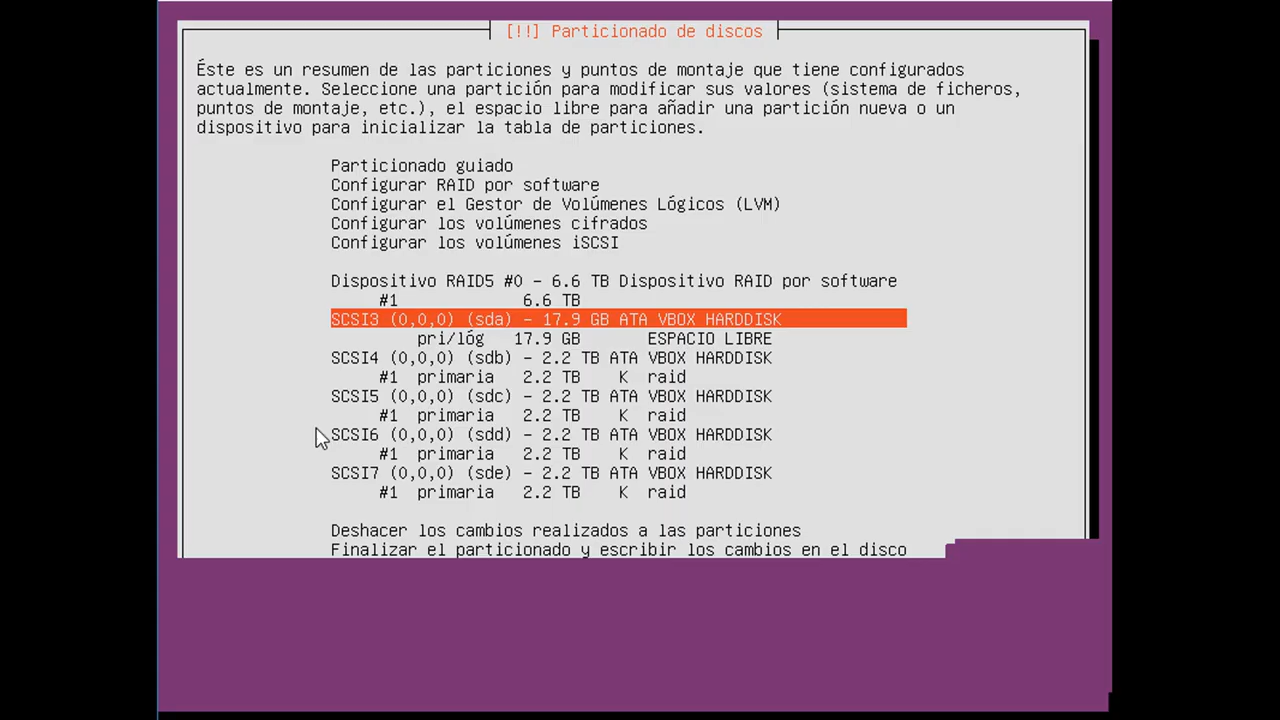 [!!] Particionado de discos
Éste es un resumen de las particiones y puntos de montaje que tiene configurados
actualmente. Seleccione una partición para modificar sus valores (sistema de ficheros,
puntos de montaje, etc.), el espacio libre para añadir una partición nueva o un
dispositivo para inicializar la tabla de particiones.
Particionado guiado
Configurar RAID por software
Configurar el Gestor de Volúmenes Lógicos (LVM)
Configurar los volúmenes cifrados
Configurar los volúmenes iSCSI
Dispositivo RAID5 #0 – 6.6 TB Dispositivo RAID por software
#1 6.6 TB
SCSI3 (0,0,0) (sda) – 17.9 GB ATA VBOX HARDDISK
pri/lóg 17.9 GB ESPACIO LIBRE
SCSI4 (0,0,0) (sdb) – 2.2 TB ATA VBOX HARDDISK
#1 primaria 2.2 TB K raid
SCSI5 (0,0,0) (sdc) – 2.2 TB ATA VBOX HARDDISK
#1 primaria 2.2 TB K raid
SCSI6 (0,0,0) (sdd) – 2.2 TB ATA VBOX HARDDISK
#1 primaria 2.2 TB K raid
SCSI7 (0,0,0) (sde) – 2.2 TB ATA VBOX HARDDISK
#1 primaria 2.2 TB K raid
Deshacer los cambios realizados a las particiones
Finalizar el particionado y escribir los cambios en el disco